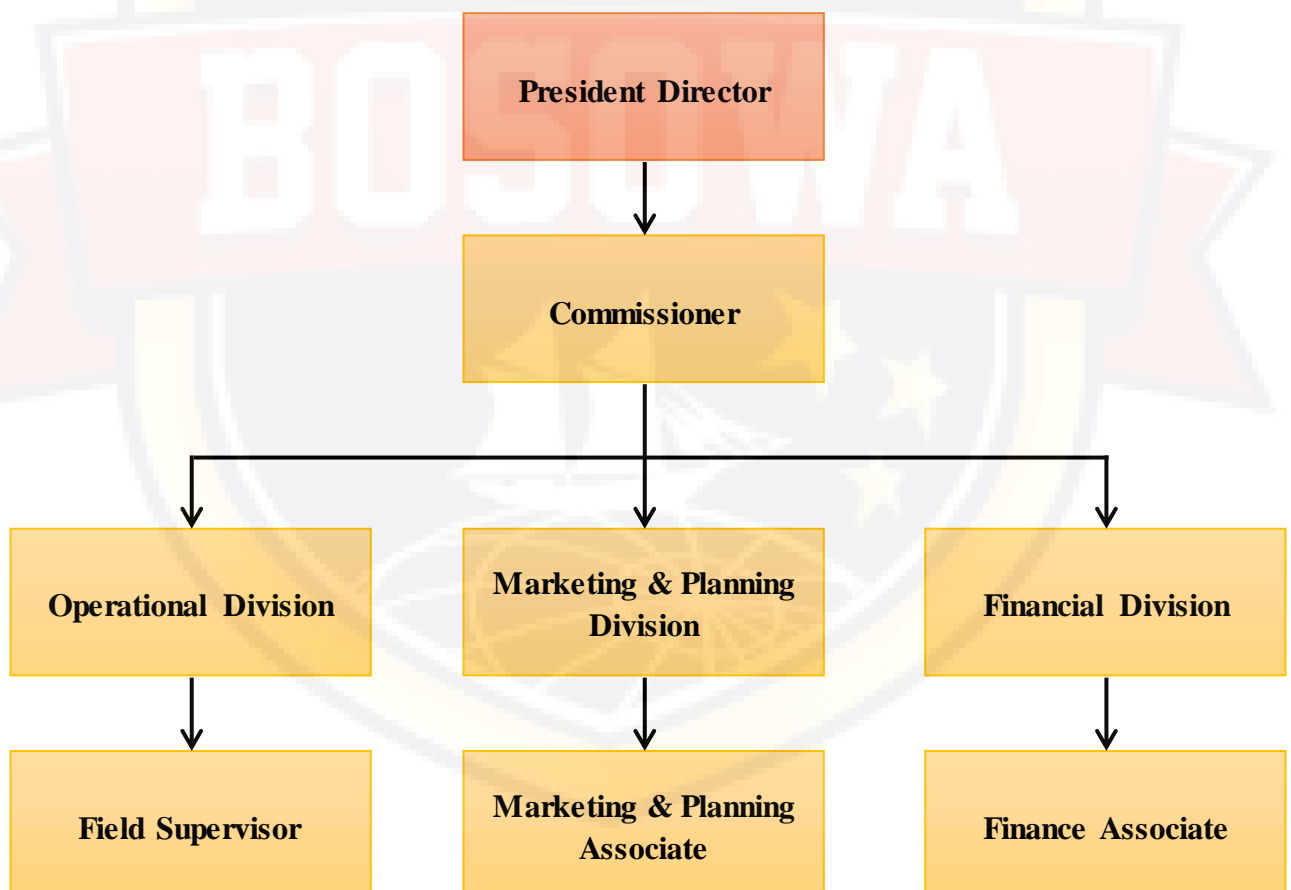 BOSOWA
President Director
Commissioner
Operational Division
Marketing & Planning
Division
Financial Division
Field Supervisor
Marketing & Planning
Associate
Finance Associate